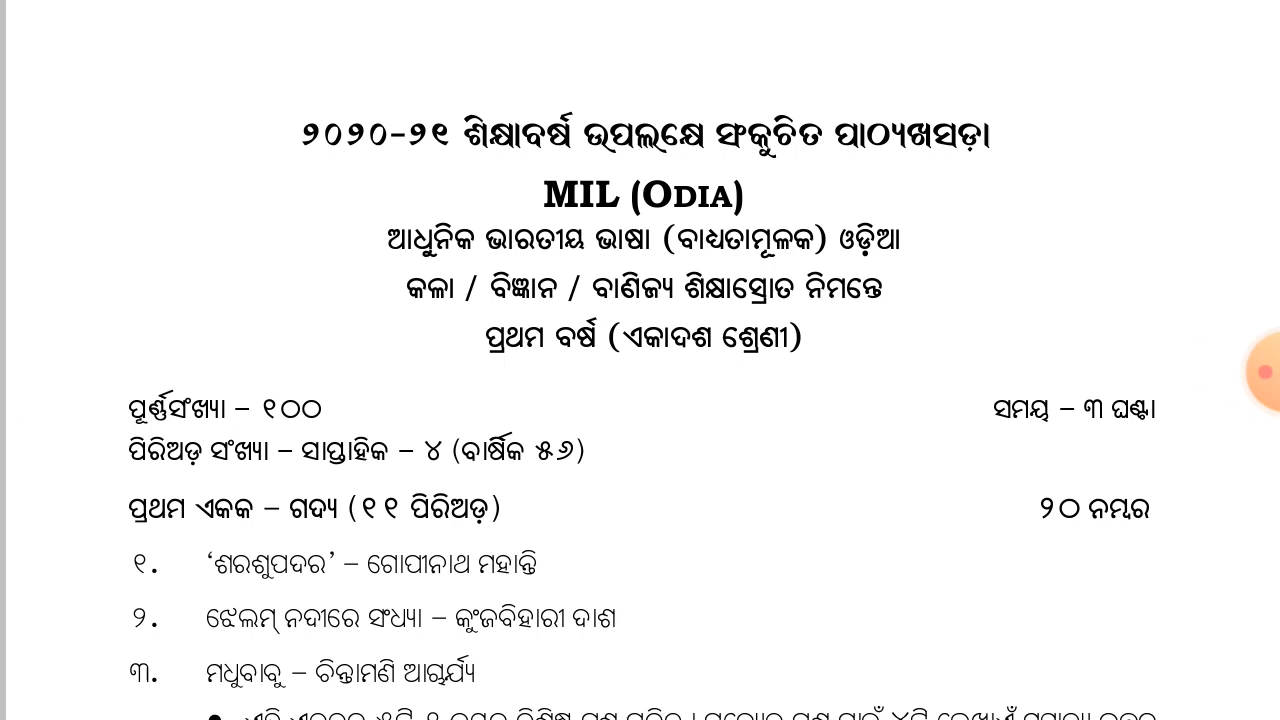 ୨୦୨୦-୨୧ ଶିକ୍ଷାବର୍ଷ ଉପଲକ୍ଷେ ସଂକୁଚିତ ପାଠ୍ୟଖସଡ଼ା
MIL (ODIA)
ଆଧୁନିକ ଭାରତୀୟ ଭାଷା (ବାଧ୍ୟତାମୂଳକ) ଓଡ଼ିଆ
କଳା / ବିଜ୍ଞାନ / ବାଣିଜ୍ୟ ଶିକ୍ଷାସ୍ରୋତ ନିମନ୍ତେ
ପ୍ରଥମ ବର୍ଷ (ଏକାଦଶ ଶ୍ରେଣୀ)
ପୂର୍ଣ୍ଣସଂଖ୍ୟା – ୧୦୦ ସମୟ – ୩ ଘଣ୍ଟା
ପିରିଅଡ଼ ସଂଖ୍ୟା – ସାପ୍ତାହିକ – ୪ (ବାର୍ଷିକ ୫୬)
ପ୍ରଥମ ଏକକ – ଗଦ୍ୟ (୧୧ ପିରିଅଡ଼) ୨୦ ନମ୍ବର
୧. ‘ଶରଶୁପଦର’ – ଗୋପୀନାଥ ମହାନ୍ତି
୨. ଝେଲମ୍ ନଦୀରେ ସଂଧ୍ୟା – କୁଂଜବିହାରୀ ଦାଶ
୩. ମଧୁବାବୁ – ଚିନ୍ତାମଣି ଆଚାର୍ଯ୍ୟ